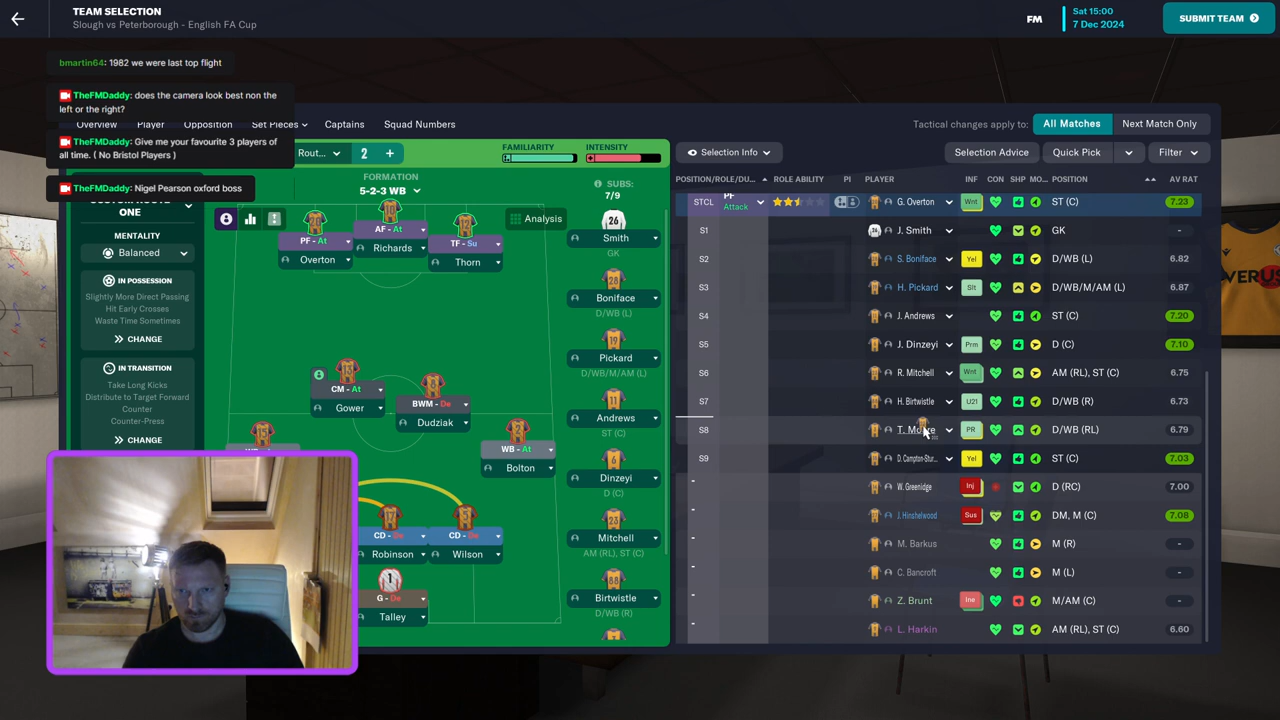 TEAM SELECTION
Slough vs Peterborough - English FA Cup
FM
Sat 15:00
7 Dec 2024
SUBMIT TEAM
bmartin64: 1982 we were last top flight
TheFMDaddy: does the camera look best non the
left or the right?
TheFMDaddy: Give me your favourite 3 players of
all time. ( No Bristol Players )
TheFMDaddy: Nigel Pearson oxford boss
Overview
Player
Opposition
Set Pieces
Captains
Squad Numbers
Tactical changes apply to:
All Matches
Next Match Only
Rout...
2
+
FAMILIARITY
INTENSITY
FORMATION
5-2-3 WB
SUBS:
7/9
Analysis
ONE
MENTALITY
Balanced
IN POSSESSION
Slightly More Direct Passing
Hit Early Crosses
Waste Time Sometimes
CHANGE
IN TRANSITION
Take Long Kicks
Distribute to Target Forward
Counter
Counter-Press
CHANGE
PF - At
Overton
AF - At
Richards
TF - Su
Thorn
CM - At
Gower
BWM - De
Dudziak
WB - At
Bolton
CD - De
Robinson
CD - De
Wilson
G - De
Talley
26
Smith
GK
28
Boniface
D/WB (L)
19
Pickard
D/WB/M/AM (L)
11
Andrews
ST (C)
6
Dinzeyi
D (C)
23
Mitchell
AM (RL), ST (C)
88
Birtwistle
D/WB (R)
Selection Info
Selection Advice
Quick Pick
Filter
POSITION/ROLE/DU...
ROLE ABILITY
PI
PLAYER
INF
CON
SHP
MO...
POSITION
AV RAT
STCL
PF
Attack
G. Overton
Wnt
ST (C)
7.23
S1
J. Smith
GK
-
S2
S. Boniface
Yel
D/WB (L)
6.82
S3
H. Pickard
Slt
D/WB/M/AM (L)
6.87
S4
J. Andrews
ST (C)
7.20
S5
J. Dinzeyi
Prm
D (C)
7.10
S6
R. Mitchell
Wnt
AM (RL), ST (C)
6.75
S7
H. Birtwistle
U21
D/WB (R)
6.73
S8
PR
D/WB (RL)
6.79
S9
D. Compton-Stur...
Yel
ST (C)
7.03
-
W. Greenidge
Inj
D (RC)
7.00
-
J. Hinshelwood
Sus
DM, M (C)
7.08
-
M. Barkus
M (R)
-
-
C. Bancroft
M (L)
-
-
Z. Brunt
Ine
M/AM (C)
-
-
L. Harkin
AM (RL), ST (C)
6.60